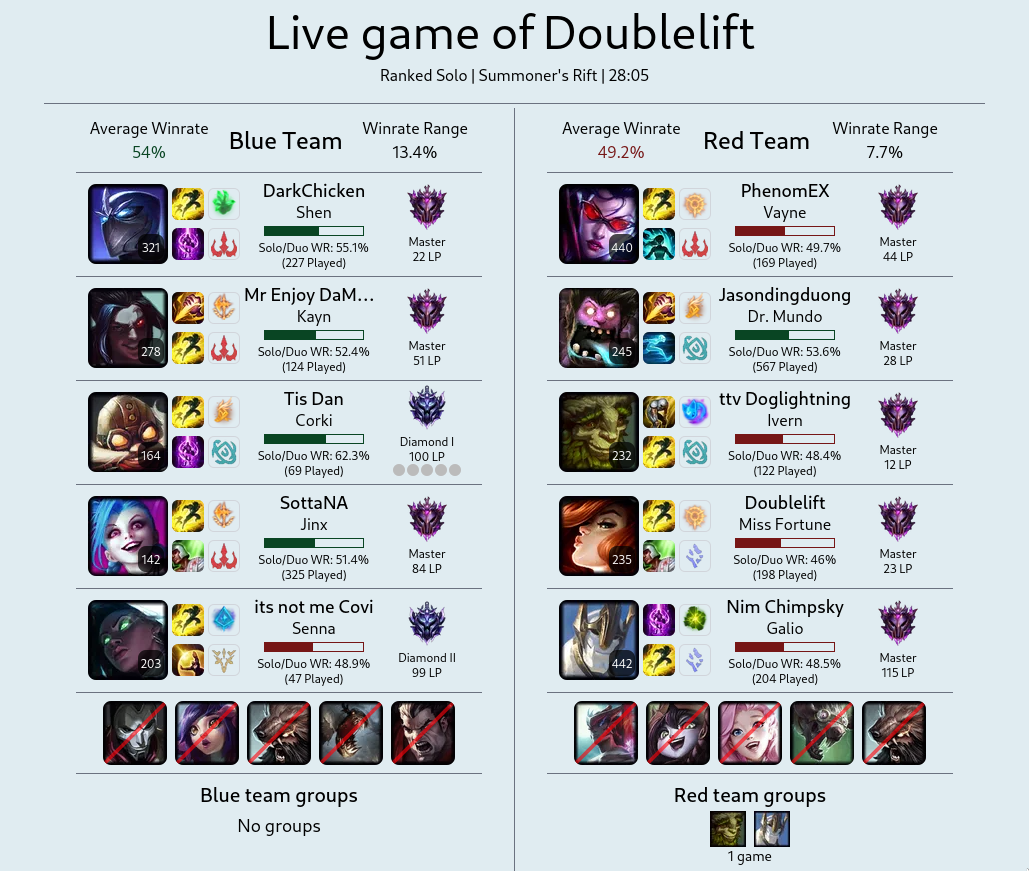 Live game of Doublelift
Ranked Solo | Summoner's Rift | 28:05
Average Winrate
54%
Blue Team
Winrate Range
13.4%
321
DarkChicken
Shen
Solo/Duo WR: 55.1%
(227 Played)
Master
22 LP
278
Mr Enjoy DaM...
Kayn
Solo/Duo WR: 52.4%
(124 Played)
Master
51 LP
164
Tis Dan
Corki
Solo/Duo WR: 62.3%
(69 Played)
Diamond I
100 LP
142
SottaNA
Jinx
Solo/Duo WR: 51.4%
(325 Played)
Master
84 LP
203
its not me Covi
Senna
Solo/Duo WR: 48.9%
(47 Played)
Diamond II
99 LP
Blue team groups
No groups
Average Winrate
49.2%
Red Team
Winrate Range
7.7%
440
PhenomEX
Vayne
Solo/Duo WR: 49.7%
(169 Played)
Master
44 LP
245
Jasondingduong
Dr. Mundo
Solo/Duo WR: 53.6%
(567 Played)
Master
28 LP
232
ttv Doglightning
Ivern
Solo/Duo WR: 48.4%
(122 Played)
Master
12 LP
235
Doublelift
Miss Fortune
Solo/Duo WR: 46%
(198 Played)
Master
23 LP
442
Nim Chimpsky
Galio
Solo/Duo WR: 48.5%
(204 Played)
Master
115 LP
Red team groups
1 game